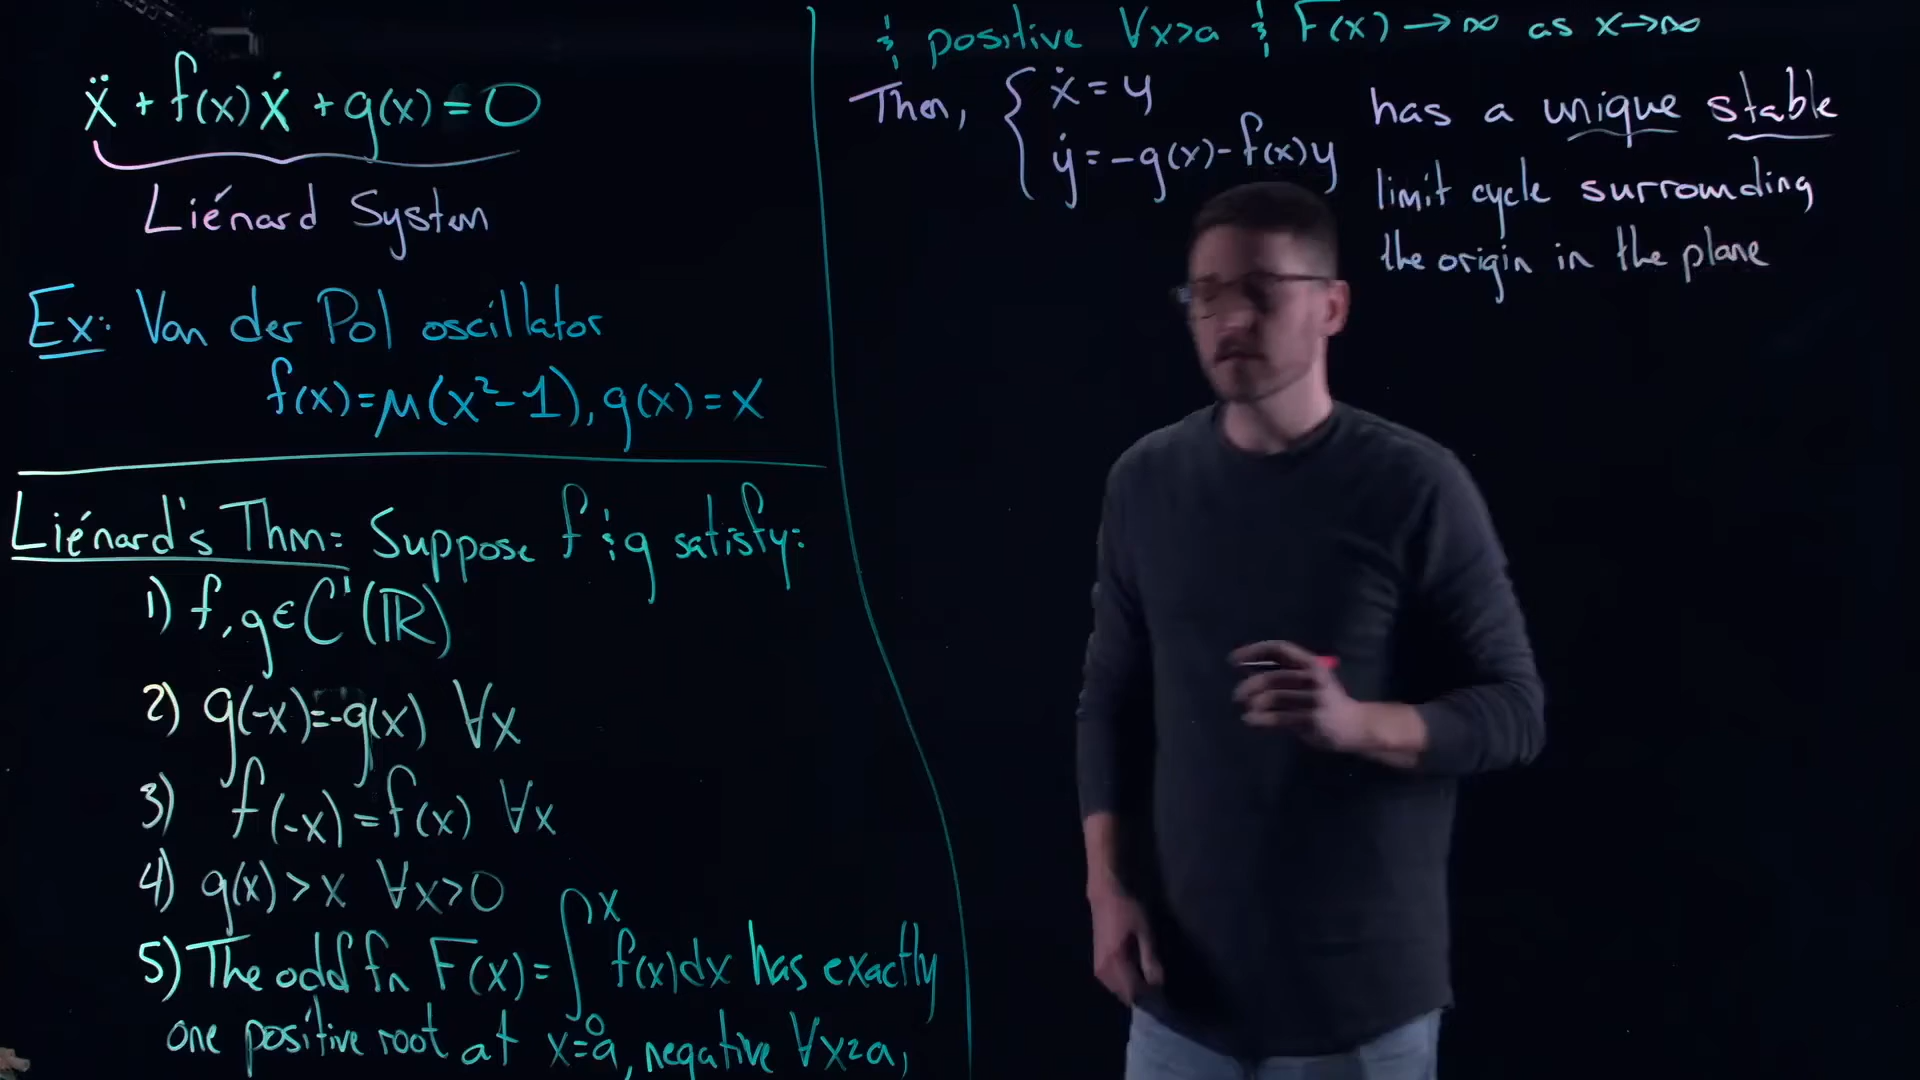 ẍ + f(x)ẋ + g(x) = 0
Liénard System
Ex: Van der Pol oscillator
f(x)=μ(x²-1), g(x)=x
Liénard's Thm: Suppose f & g satisfy:
1) f,g ∈ C¹(ℝ)
2) g(-x)=-g(x) ∀x
3) f(-x)=f(x) ∀x
4) g(x)>x ∀x>0
5) The odd fn F(x)=∫₀ˣ f(x)dx has exactly
one positive root at x=a, negative ∀x<a,
& positive ∀x>a & F(x)→∞ as x→∞
Then, { ẋ=y
ẏ=-g(x)-f(x)y
has a unique stable
limit cycle surrounding
the origin in the plane